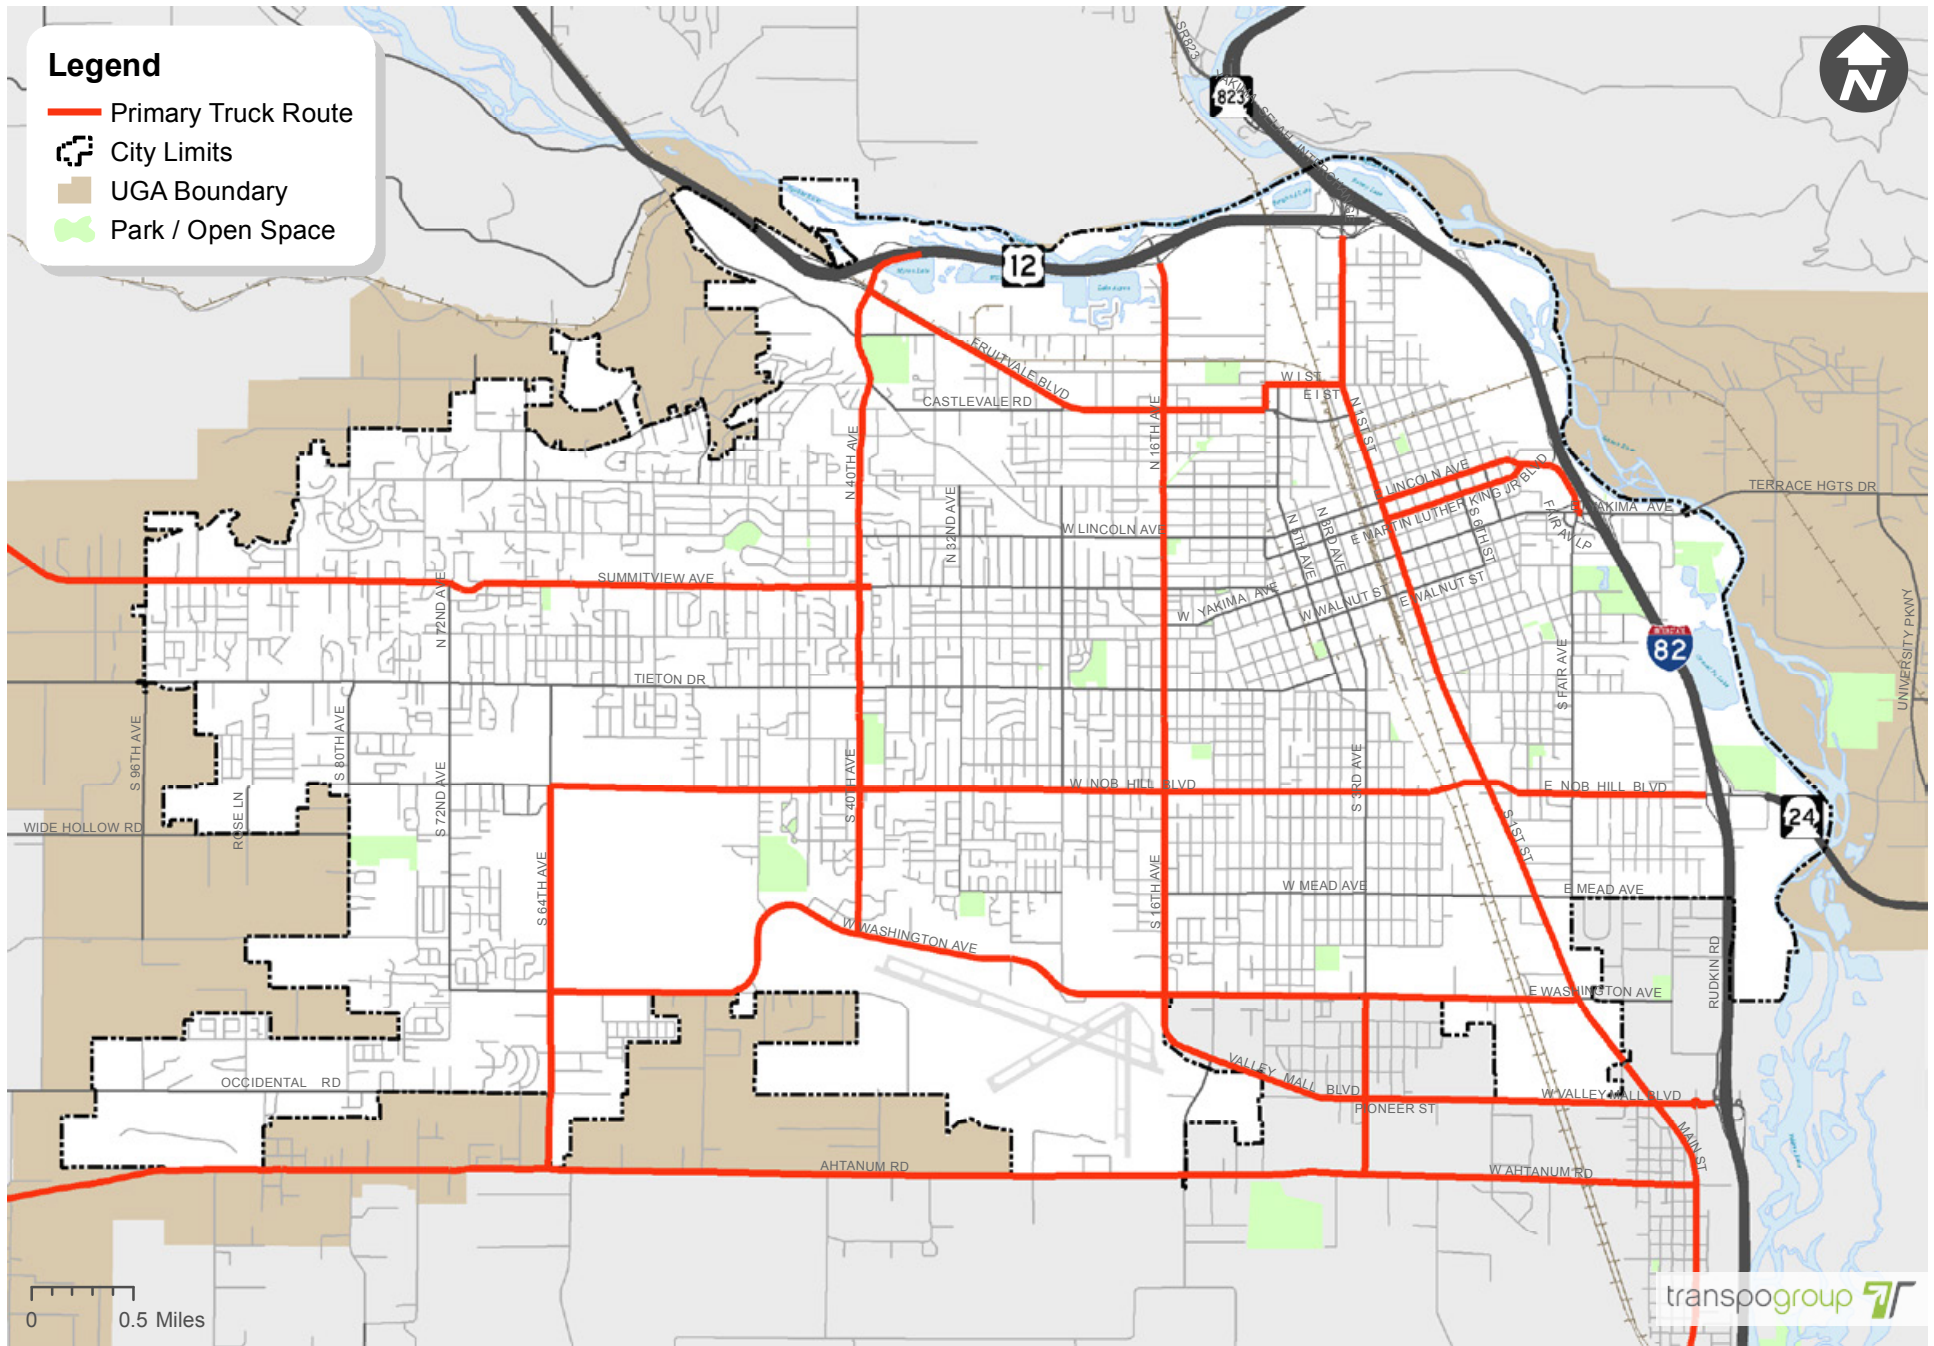 Legend
Primary Truck Route
City Limits
UGA Boundary
Park / Open Space
N
SR823
823
12
FRUITVALE BLVD
CASTLEVALE RD
W I ST
E I ST
N 1ST ST
N 16TH AVE
N 40TH AVE
N 32ND AVE
LINCOLN AVE
E MARTIN LUTHER KING JR BLVD
TERRACE HGTS DR
E YAKIMA AVE
FAIR AV LP
S 6TH ST
N 3RD AVE
N 5TH AVE
W LINCOLN AVE
SUMMITVIEW AVE
N 72ND AVE
W YAKIMA AVE
W WALNUT ST
E WALNUT ST
82
UNIVERSITY PKWY
S FAIR AVE
TIETON DR
S 96TH AVE
S 80TH AVE
S 72ND AVE
S 40TH AVE
W NOB HILL BLVD
S 3RD AVE
E NOB HILL BLVD
24
WIDE HOLLOW RD
ROSE LN
S 64TH AVE
S 16TH AVE
S 1ST ST
W MEAD AVE
E MEAD AVE
W WASHINGTON AVE
RUDKIN RD
E WASHINGTON AVE
VALLEY MALL BLVD
W VALLEY MALL BLVD
PIONEER ST
OCCIDENTAL RD
MAIN ST
AHTANUM RD
W AHTANUM RD
0
0.5 Miles
transpogroup